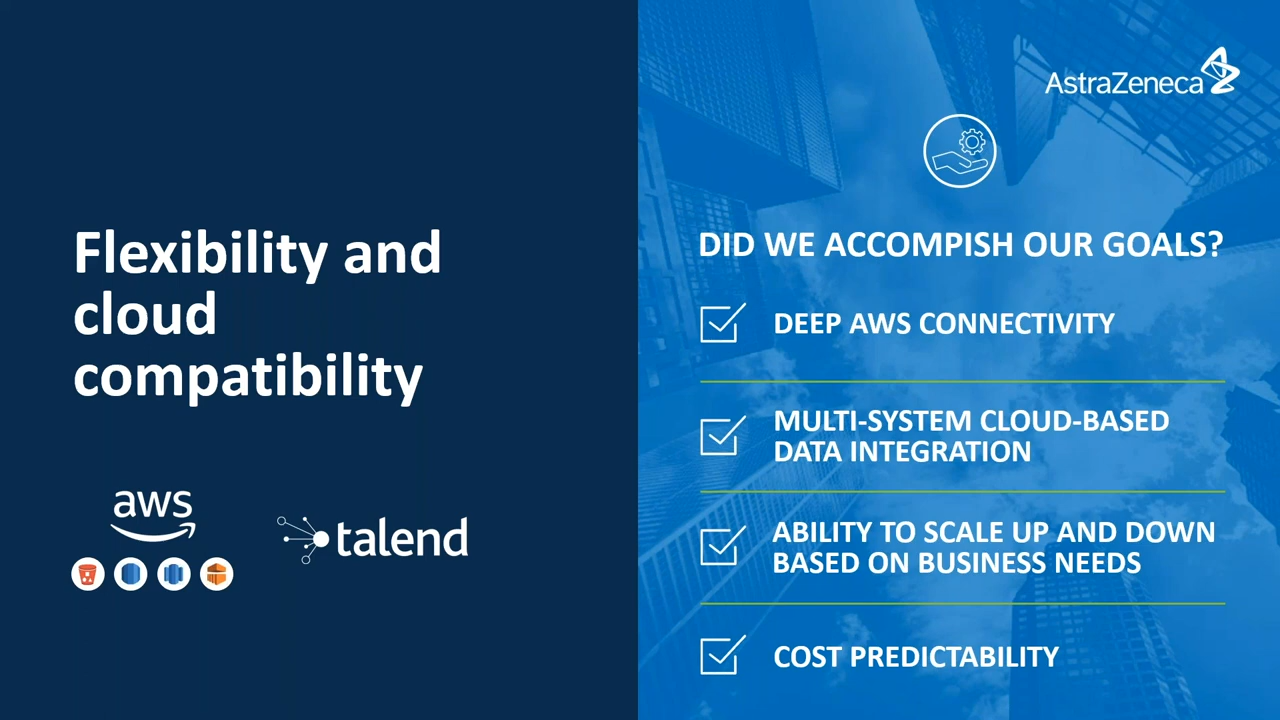 Flexibility and
cloud
compatibility
aws
talend
AstraZeneca
DID WE ACCOMPISH OUR GOALS?
DEEP AWS CONNECTIVITY
MULTI-SYSTEM CLOUD-BASED
DATA INTEGRATION
ABILITY TO SCALE UP AND DOWN
BASED ON BUSINESS NEEDS
COST PREDICTABILITY